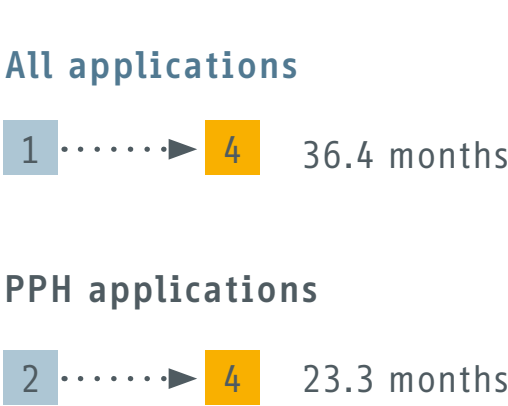 All applications
1 4 36.4 months
PPH applications
2 4 23.3 months